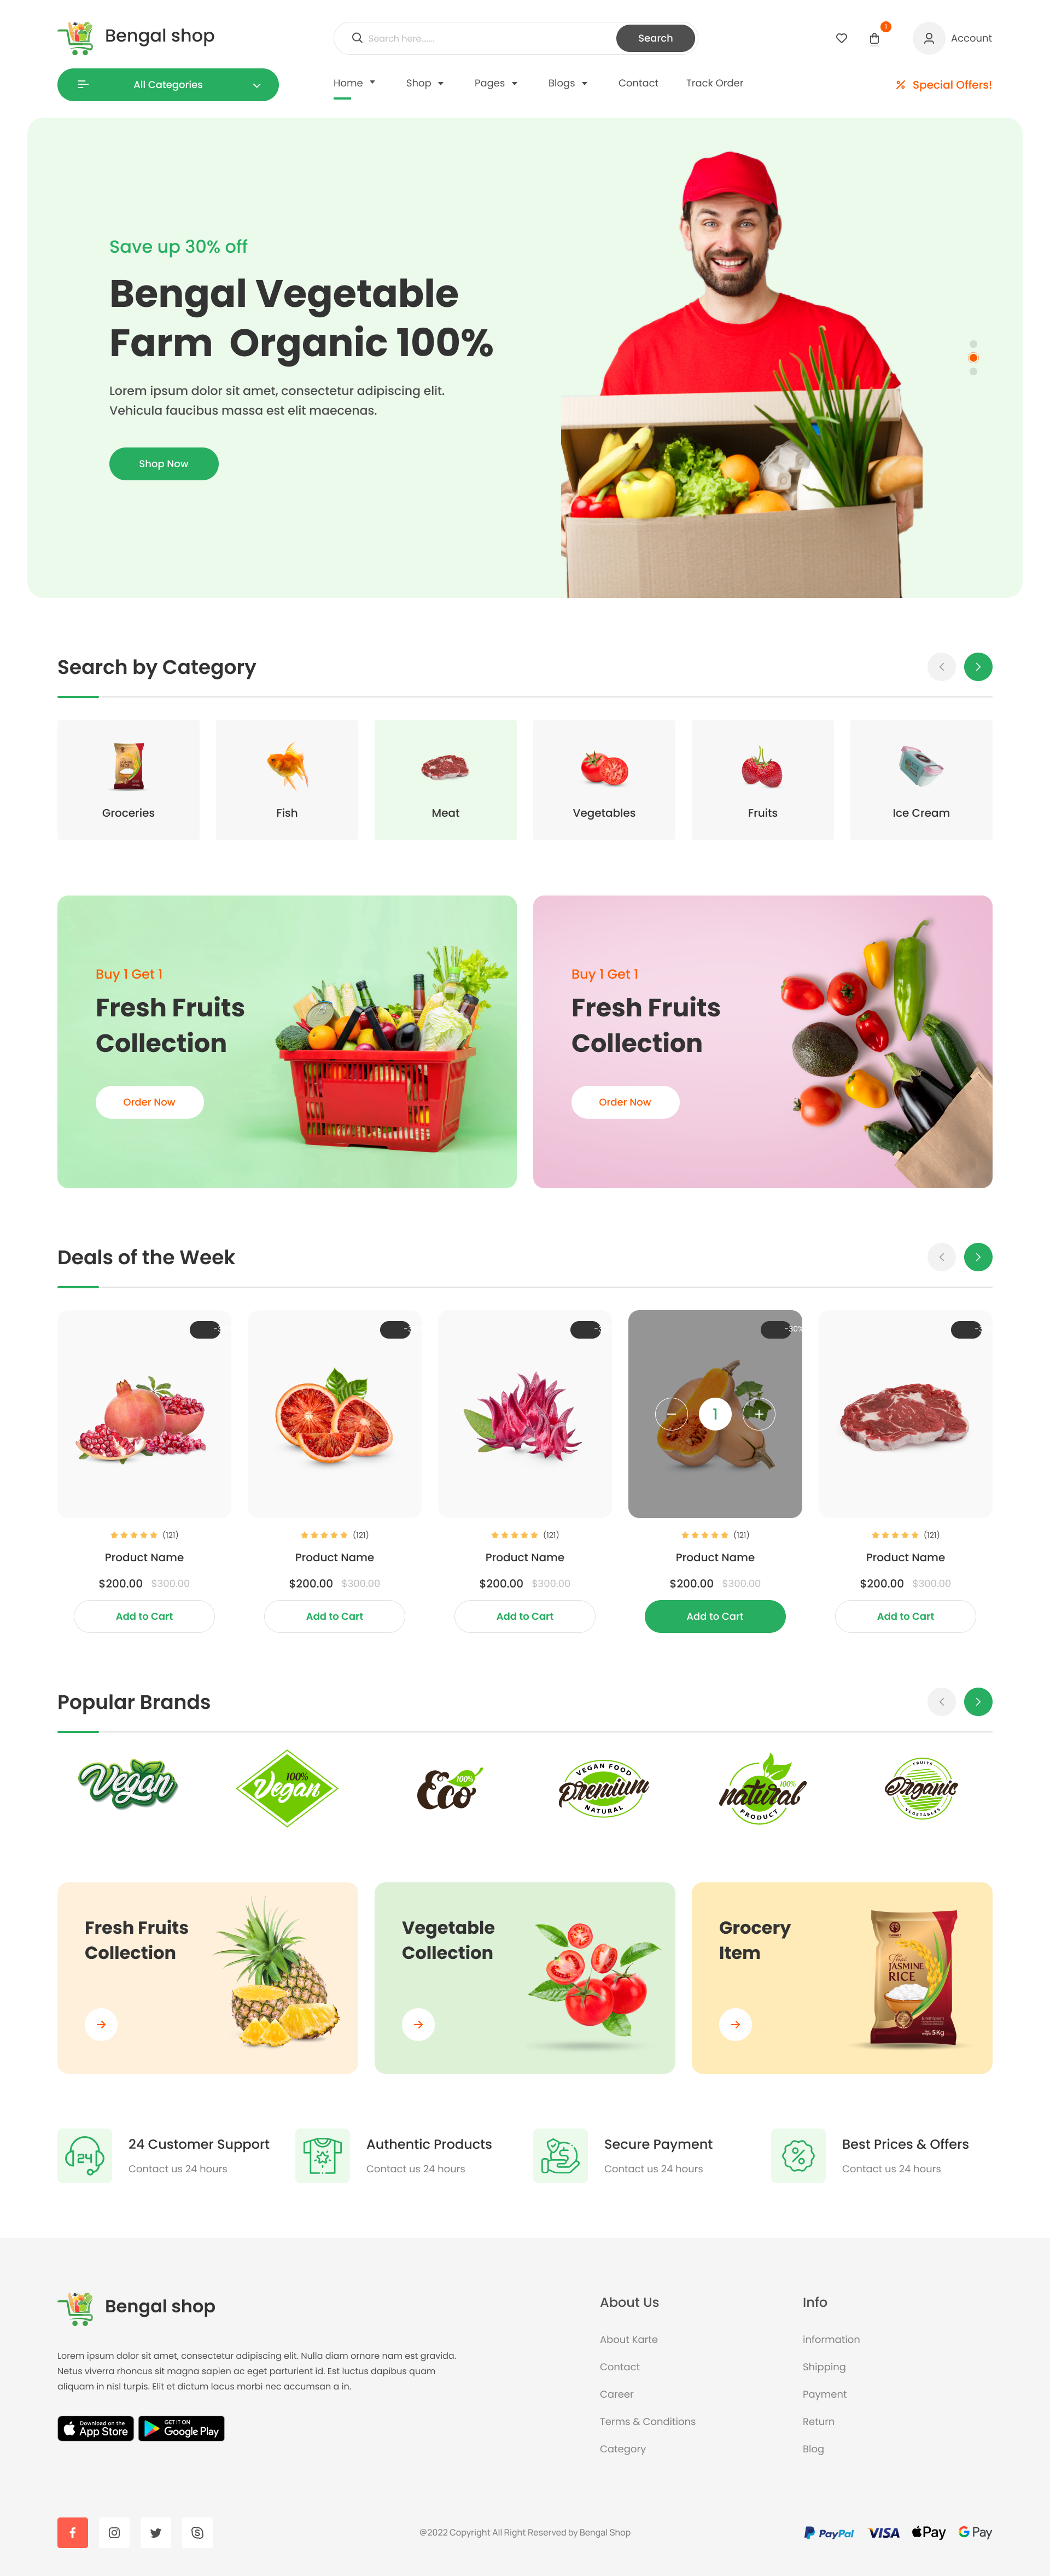 Bengal shop
Search here......
Search
1
Account
All Categories
Home
Shop
Pages
Blogs
Contact
Track Order
Special Offers!
Save up 30% off
Bengal Vegetable
Farm Organic 100%
Lorem ipsum dolor sit amet, consectetur adipiscing elit.
Vehicula faucibus massa est elit maecenas.
Shop Now
Search by Category
Groceries
Fish
Meat
Vegetables
Fruits
Ice Cream
Buy 1 Get 1
Fresh Fruits
Collection
Order Now
Buy 1 Get 1
Fresh Fruits
Collection
Order Now
Deals of the Week
-30%
1
(121)
(121)
(121)
(121)
(121)
Product Name
Product Name
Product Name
Product Name
Product Name
$200.00 $300.00
$200.00 $300.00
$200.00 $300.00
$200.00 $300.00
$200.00 $300.00
Add to Cart
Add to Cart
Add to Cart
Add to Cart
Add to Cart
Popular Brands
Vegan
100%
Vegan
Eco
100%
VEGAN FOOD
Premium
NATURAL
natural
100%
PRODUCT
FRUITS
Organic
VEGETABLES
Fresh Fruits
Collection
Vegetable
Collection
Grocery
Item
JASMINE
RICE
5Kg
24
24 Customer Support
Contact us 24 hours
Authentic Products
Contact us 24 hours
Secure Payment
Contact us 24 hours
Best Prices & Offers
Contact us 24 hours
Bengal shop
Lorem ipsum dolor sit amet, consectetur adipiscing elit. Nulla diam ornare nam est gravida.
Netus viverra rhoncus sit magna sapien ac eget parturient id. Est luctus dapibus quam
aliquam in nisl turpis. Elit et dictum lacus morbi nec accumsan a in.
Download on the
App Store
GET IT ON
Google Play
About Us
About Karte
Contact
Career
Terms & Conditions
Category
Info
information
Shipping
Payment
Return
Blog
@2022 Copyright All Right Reserved by Bengal Shop
PayPal
VISA
Pay
G Pay